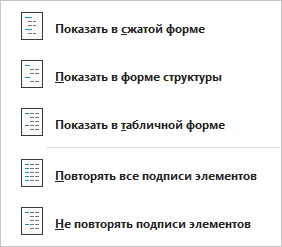 Показать в сжатой форме
Показать в форме структуры
Показать в табличной форме
Повторять все подписи элементов
Не повторять подписи элементов